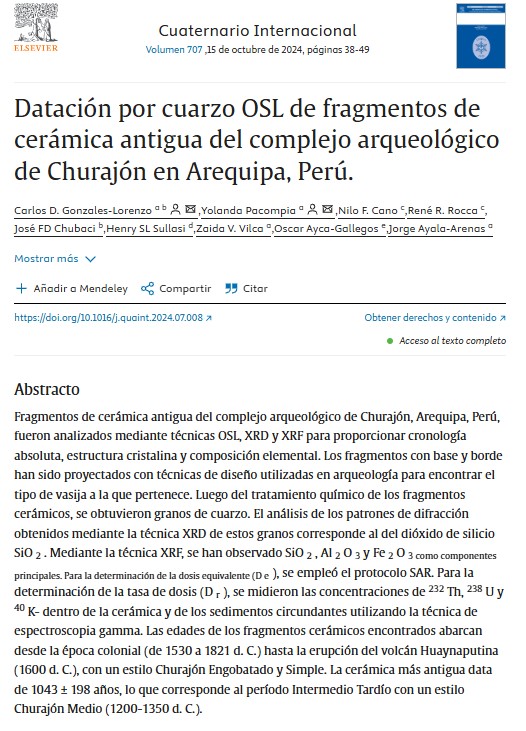 ELSEVIER
Cuaternario Internacional
Volumen 707 ,15 de octubre de 2024, páginas 38-49
Datación por cuarzo OSL de fragmentos de
cerámica antigua del complejo arqueológico
de Churajón en Arequipa, Perú.
Carlos D. Gonzales-Lorenzo a b ,Yolanda Pacompia a ,Nilo F. Cano c,René R. Rocca c,
José FD Chubaci b,Henry SL Sullasi d,Zaida V. Vilca a,Oscar Ayca-Gallegos e,Jorge Ayala-Arenas a
Mostrar más
Añadir a Mendeley Compartir Citar
https://doi.org/10.1016/j.quaint.2024.07.008 ↗ Obtener derechos y contenido ↗
Acceso al texto completo
Abstracto
Fragmentos de cerámica antigua del complejo arqueológico de Churajón, Arequipa, Perú,
fueron analizados mediante técnicas OSL, XRD y XRF para proporcionar cronología
absoluta, estructura cristalina y composición elemental. Los fragmentos con base y borde
han sido proyectados con técnicas de diseño utilizadas en arqueología para encontrar el
tipo de vasija a la que pertenece. Luego del tratamiento químico de los fragmentos
cerámicos, se obtuvieron granos de cuarzo. El análisis de los patrones de difracción
obtenidos mediante la técnica XRD de estos granos corresponde al del dióxido de silicio
SiO 2 . Mediante la técnica XRF, se han observado SiO 2 , Al 2 O 3 y Fe 2 O 3 como componentes
principales. Para la determinación de la dosis equivalente (D e ), se empleó el protocolo SAR. Para la
determinación de la tasa de dosis (D r ), se midieron las concentraciones de 232 Th, 238 U y
40 K- dentro de la cerámica y de los sedimentos circundantes utilizando la técnica de
espectroscopia gamma. Las edades de los fragmentos cerámicos encontrados abarcan
desde la época colonial (de 1530 a 1821 d. C.) hasta la erupción del volcán Huaynaputina
(1600 d. C.), con un estilo Churajón Engobatado y Simple. La cerámica más antigua data
de 1043 ± 198 años, lo que corresponde al período Intermedio Tardío con un estilo
Churajón Medio (1200-1350 d. C.).